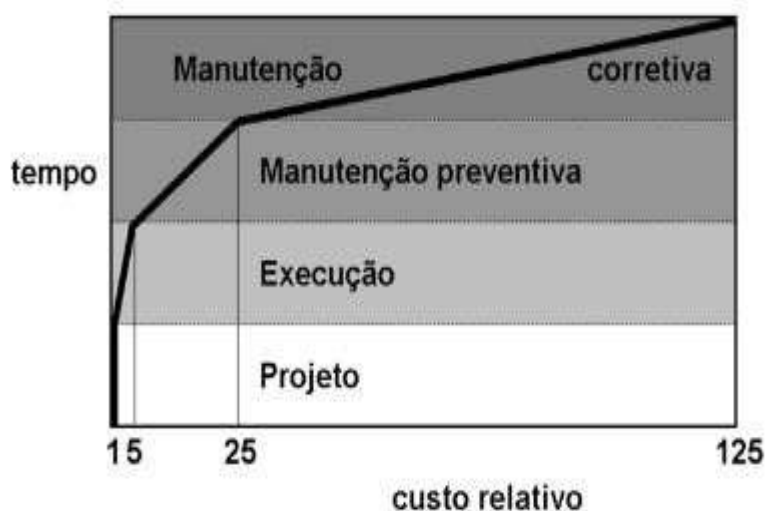 Manutenção corretiva
tempo
Manutenção preventiva
Execução
Projeto
1 5 25 125
custo relativo